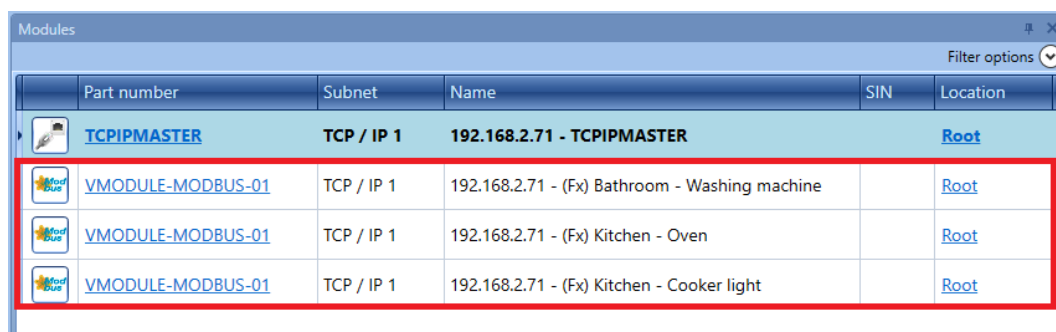 Modules
Filter options
Part number Subnet Name SIN Location
TCPIPMASTER TCP / IP 1 192.168.2.71 - TCPIPMASTER Root
Mod Bus VMODULE-MODBUS-01 TCP / IP 1 192.168.2.71 - (Fx) Bathroom - Washing machine Root
Mod Bus VMODULE-MODBUS-01 TCP / IP 1 192.168.2.71 - (Fx) Kitchen - Oven Root
Mod Bus VMODULE-MODBUS-01 TCP / IP 1 192.168.2.71 - (Fx) Kitchen - Cooker light Root